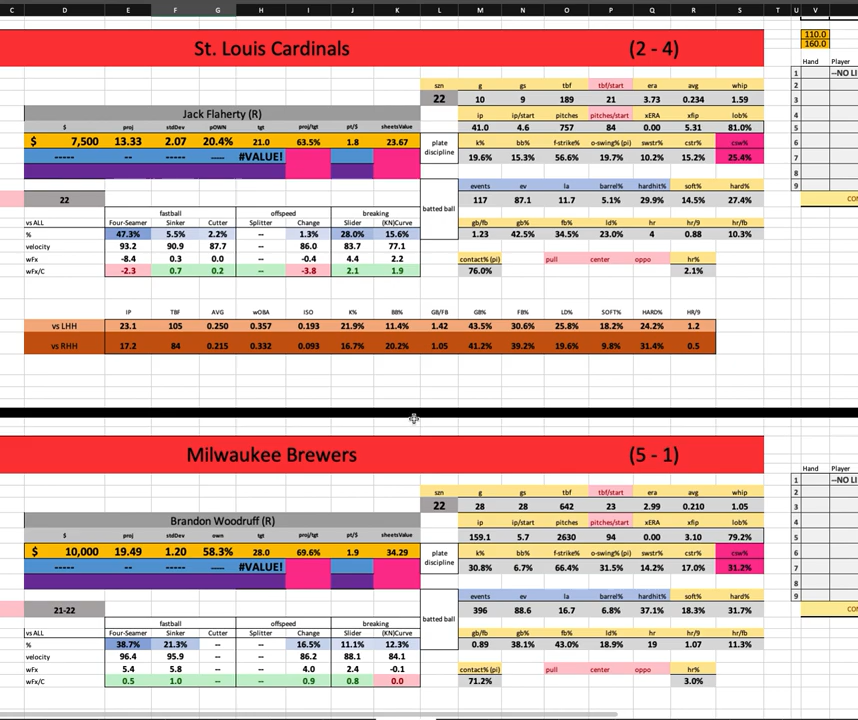 C D E F G H I J K L M N O P Q R S T U V
St. Louis Cardinals (2 - 4)
110.0
160.0
Hand Player
szn g gs tbf tbf/start era avg whip
1 --NO LI
2
22 10 9 189 21 3.73 0.234 1.59
3
Jack Flaherty (R)
ip ip/start pitches pitches/start xERA xfip lob%
4
$ proj stdDev pOWN tgt proj/tgt pt/$ sheetsValue
41.0 4.6 757 84 0.00 5.31 81.0%
5
$ 7,500 13.33 2.07 20.4% 21.0 63.5% 1.8 23.67
plate discipline
k% bb% f-strike% o-swing% (pi) swstr% cstr% csw%
6
----- -- ----- ---- #VALUE!
19.6% 15.3% 56.6% 19.7% 10.2% 15.2% 25.4%
7
8
batted ball
events ev la barrel% hardhit% soft% hard%
9
22
117 87.1 11.7 5.1% 29.9% 14.5% 27.4%
CON
fastball offspeed breaking
vs ALL Four-Seamer Sinker Cutter Splitter Change Slider (KN)Curve
gb/fb gb% fb% ld% hr hr/9 hr/fb
% 47.3% 5.5% 2.2% -- 1.3% 28.0% 15.6%
1.23 42.5% 34.5% 23.0% 4 0.88 10.3%
velocity 93.2 90.9 87.7 -- 86.0 83.7 77.1
wFx -8.4 0.3 0.0 -- -0.4 4.4 2.2
contact% (pi) pull center oppo hr%
wFx/C -2.3 0.7 0.2 -- -3.8 2.1 1.9
76.0% 2.1%
IP TBF AVG wOBA ISO K% BB% GB/FB GB% FB% LD% SOFT% HARD% HR/9
vs LHH 23.1 105 0.250 0.357 0.193 21.9% 11.4% 1.42 43.5% 30.6% 25.8% 18.2% 24.2% 1.2
vs RHH 17.2 84 0.215 0.332 0.093 16.7% 20.2% 1.05 41.2% 39.2% 19.6% 9.8% 31.4% 0.5
Milwaukee Brewers (5 - 1)
Hand Player
1 --NO LI
szn g gs tbf tbf/start era avg whip
2
22 28 28 642 23 2.99 0.210 1.05
3
Brandon Woodruff (R)
ip ip/start pitches pitches/start xERA xfip lob%
4
$ proj stdDev own tgt proj/tgt pt/$ sheetsValue
159.1 5.7 2630 94 0.00 3.10 79.2%
5
$ 10,000 19.49 1.20 58.3% 28.0 69.6% 1.9 34.29
plate discipline
k% bb% f-strike% o-swing% (pi) swstr% cstr% csw%
6
----- -- ----- ---- #VALUE!
30.8% 6.7% 66.4% 31.5% 14.2% 17.0% 31.2%
7
8
batted ball
events ev la barrel% hardhit% soft% hard%
9
21-22
396 88.6 16.7 6.8% 37.1% 18.3% 31.7%
CON
fastball offspeed breaking
vs ALL Four-Seamer Sinker Cutter Splitter Change Slider (KN)Curve
gb/fb gb% fb% ld% hr hr/9 hr/fb
% 38.7% 21.3% -- -- 16.5% 11.1% 12.3%
0.89 38.1% 43.0% 18.9% 19 1.07 11.3%
velocity 96.4 95.9 -- -- 86.2 88.1 84.1
wFx 5.4 5.8 -- -- 4.0 2.4 -0.1
contact% (pi) pull center oppo hr%
wFx/C 0.5 1.0 -- -- 0.9 0.8 0.0
71.2% 3.0%